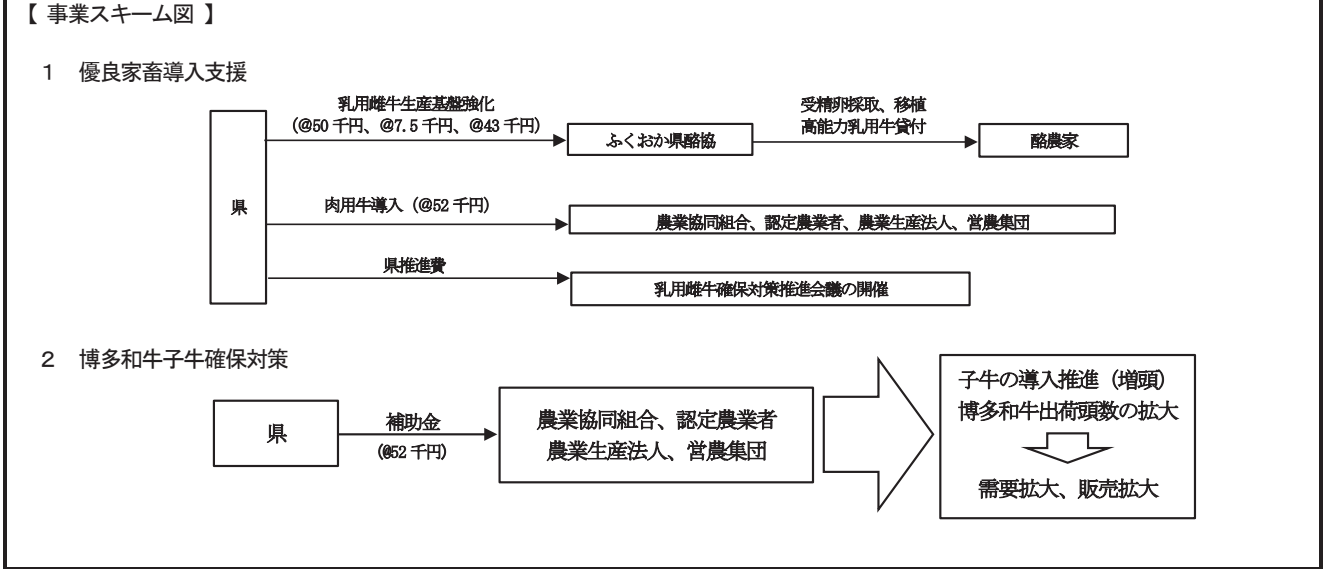 【 事業スキーム図 】
1 優良家畜導入支援
乳用雌牛生産基盤強化
(@50 千円、@7.5 千円、@43 千円)
ふくおか県酪協
受精卵採取、移植
高能力乳用牛貸付
酪農家
県
肉用牛導入(@52 千円)
農業協同組合、認定農業者、農業生産法人、営農集団
県推進費
乳用雌牛確保対策推進会議の開催
2 博多和牛子牛確保対策
県
補助金
(@52 千円)
農業協同組合、認定農業者
農業生産法人、営農集団
子牛の導入推進(増頭)
博多和牛出荷頭数の拡大
需要拡大、販売拡大